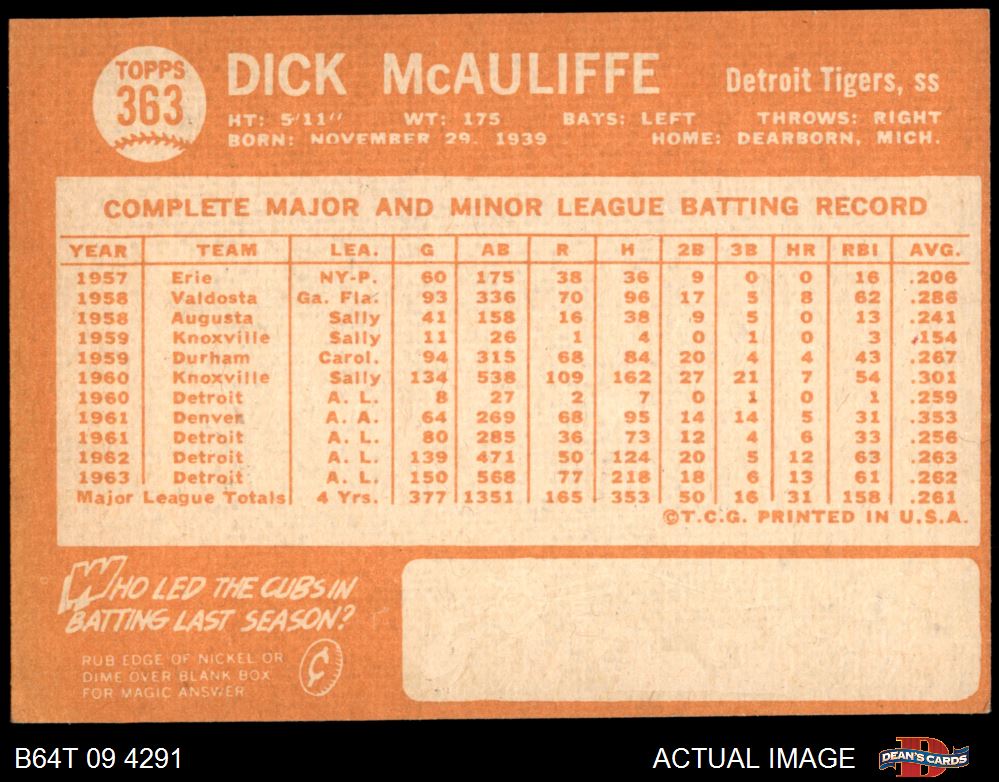 TOPPS
363
DICK McAULIFFE
Detroit Tigers, ss
HT: 5'11" WT: 175 BATS: LEFT THROWS: RIGHT
BORN: NOVEMBER 29, 1939 HOME: DEARBORN, MICH.
COMPLETE MAJOR AND MINOR LEAGUE BATTING RECORD
YEAR TEAM LEA. G AB R H 2B 3B HR RBI AVG.
1957 Erie NY-P. 60 175 38 36 9 0 0 16 .206
1958 Valdosta Ga. Fla. 93 336 70 96 17 5 8 62 .286
1958 Augusta Sally 41 158 16 38 9 5 0 13 .241
1959 Knoxville Sally 11 26 1 4 0 1 0 3 .154
1959 Durham Carol. 94 315 68 84 20 4 4 43 .267
1960 Knoxville Sally 134 538 109 162 27 21 7 54 .301
1960 Detroit A. L. 8 27 2 7 0 1 0 1 .259
1961 Denver A. A. 64 269 68 95 14 14 5 31 .353
1961 Detroit A. L. 80 285 36 73 12 4 6 33 .256
1962 Detroit A. L. 139 471 50 124 20 5 12 63 .263
1963 Detroit A. L. 150 568 77 218 18 6 13 61 .262
Major League Totals 4 Yrs. 377 1351 165 353 50 16 31 158 .261
©T.C.G. PRINTED IN U.S.A.
WHO LED THE CUBS IN
BATTING LAST SEASON?
RUB EDGE OF NICKEL OR
DIME OVER BLANK BOX
FOR MAGIC ANSWER
¢
B64T 09 4291
ACTUAL IMAGE
D
DEAN'S CARDS